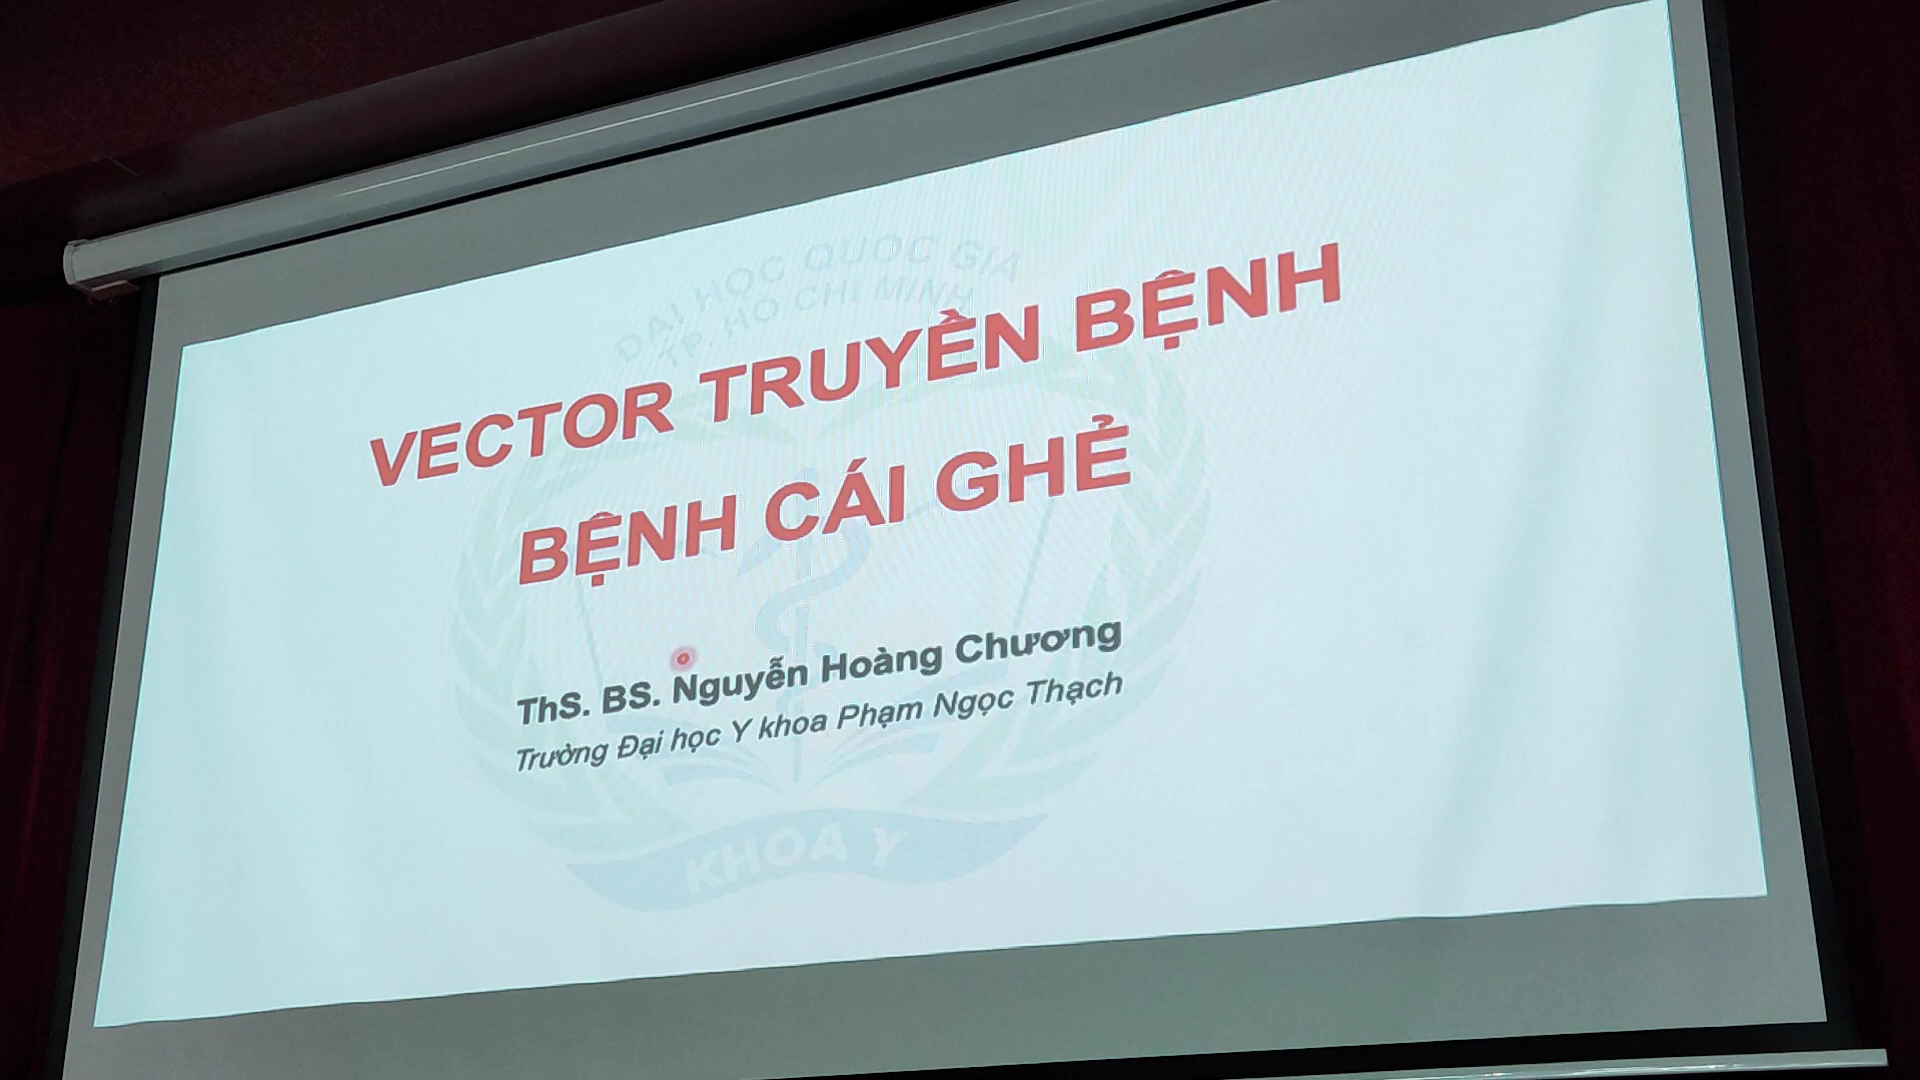 ĐẠI HỌC QUỐC GIA
TP. HỒ CHÍ MINH
VECTOR TRUYỀN BỆNH
BỆNH CÁI GHẺ
ThS. BS. Nguyễn Hoàng Chương
Trường Đại học Y khoa Phạm Ngọc Thạch
KHOA Y